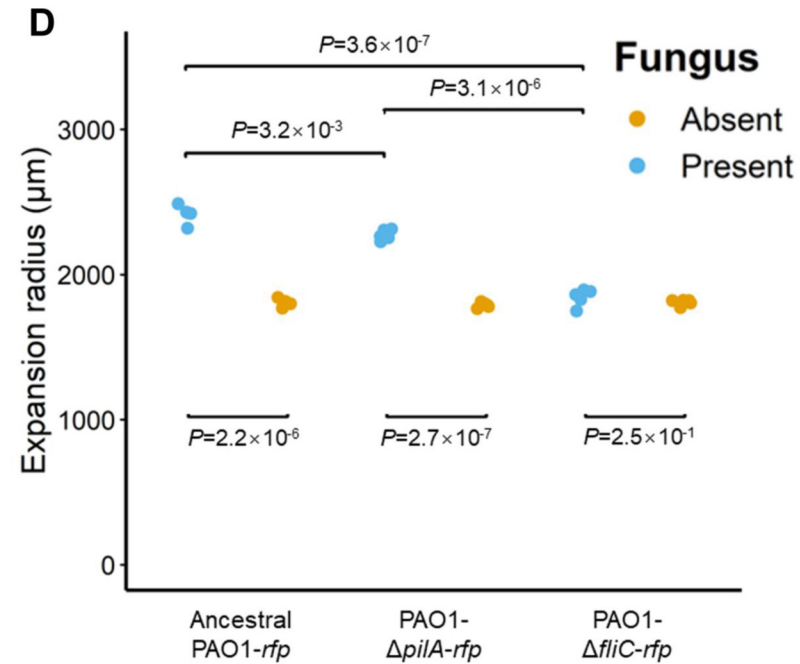 D
P=3.6×10⁻⁷
Fungus
P=3.1×10⁻⁶
Absent
P=3.2×10⁻³
Present
Expansion radius (μm)
3000
2000
1000
0
P=2.2×10⁻⁶
P=2.7×10⁻⁷
P=2.5×10⁻¹
Ancestral
PAO1-rfp
PAO1-
ΔpilA-rfp
PAO1-
ΔfliC-rfp